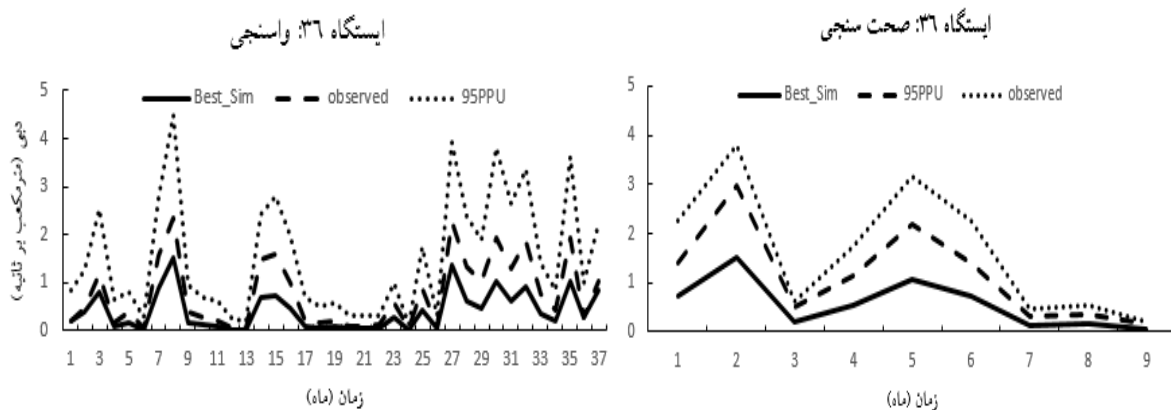 ایستگاه ٣٦: واسنجی
Best_Sim observed 95PPU
5
4
3
2
1
0
دبی (مترمکعب بر ثانیه)
1 3 5 7 9 11 13 15 17 19 21 23 25 27 29 31 33 35 37
زمان (ماه)
ایستگاه ٣٦: صحت سنجی
Best_Sim 95PPU observed
5
4
3
2
1
0
1 2 3 4 5 6 7 8 9
زمان (ماه)